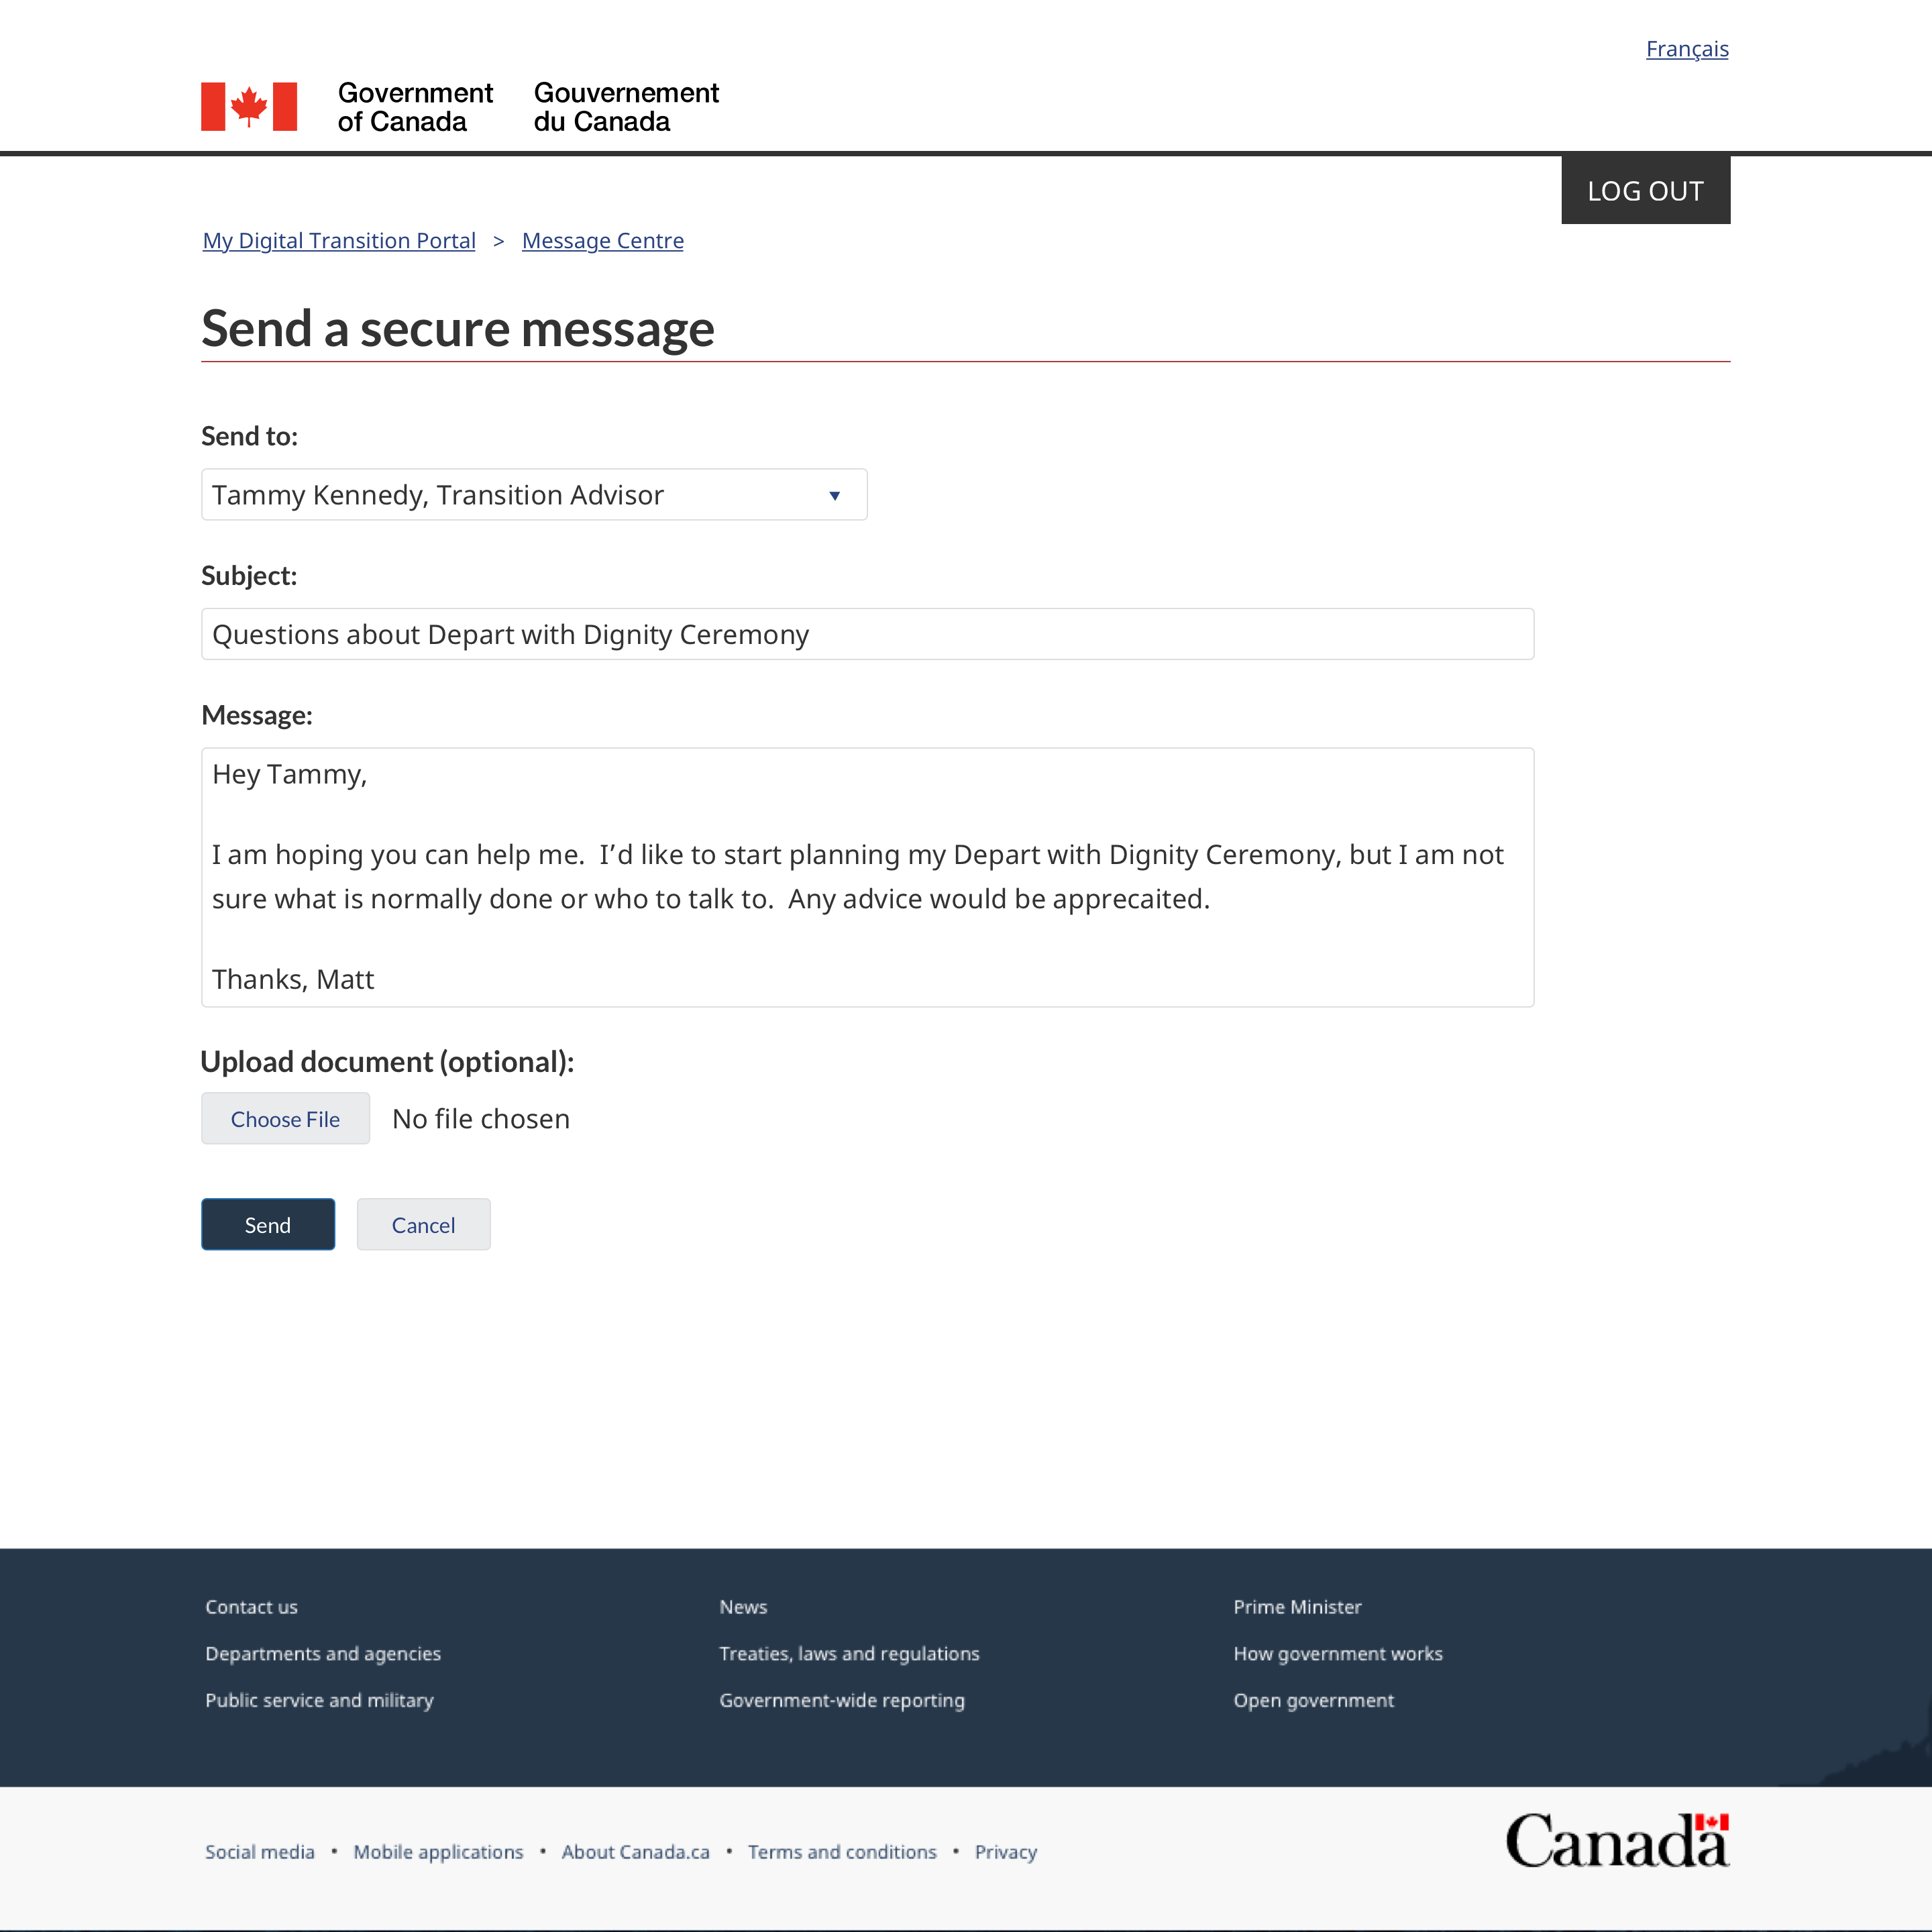 Français
Government of Canada
Gouvernement du Canada
LOG OUT
My Digital Transition Portal > Message Centre
Send a secure message
Send to:
Tammy Kennedy, Transition Advisor
Subject:
Questions about Depart with Dignity Ceremony
Message:
Hey Tammy,
I am hoping you can help me.  I’d like to start planning my Depart with Dignity Ceremony, but I am not
sure what is normally done or who to talk to.  Any advice would be apprecaited.
Thanks, Matt
Upload document (optional):
Choose File No file chosen
Send Cancel
Contact us
News
Prime Minister
Departments and agencies
Treaties, laws and regulations
How government works
Public service and military
Government-wide reporting
Open government
Social media • Mobile applications • About Canada.ca • Terms and conditions • Privacy
Canada